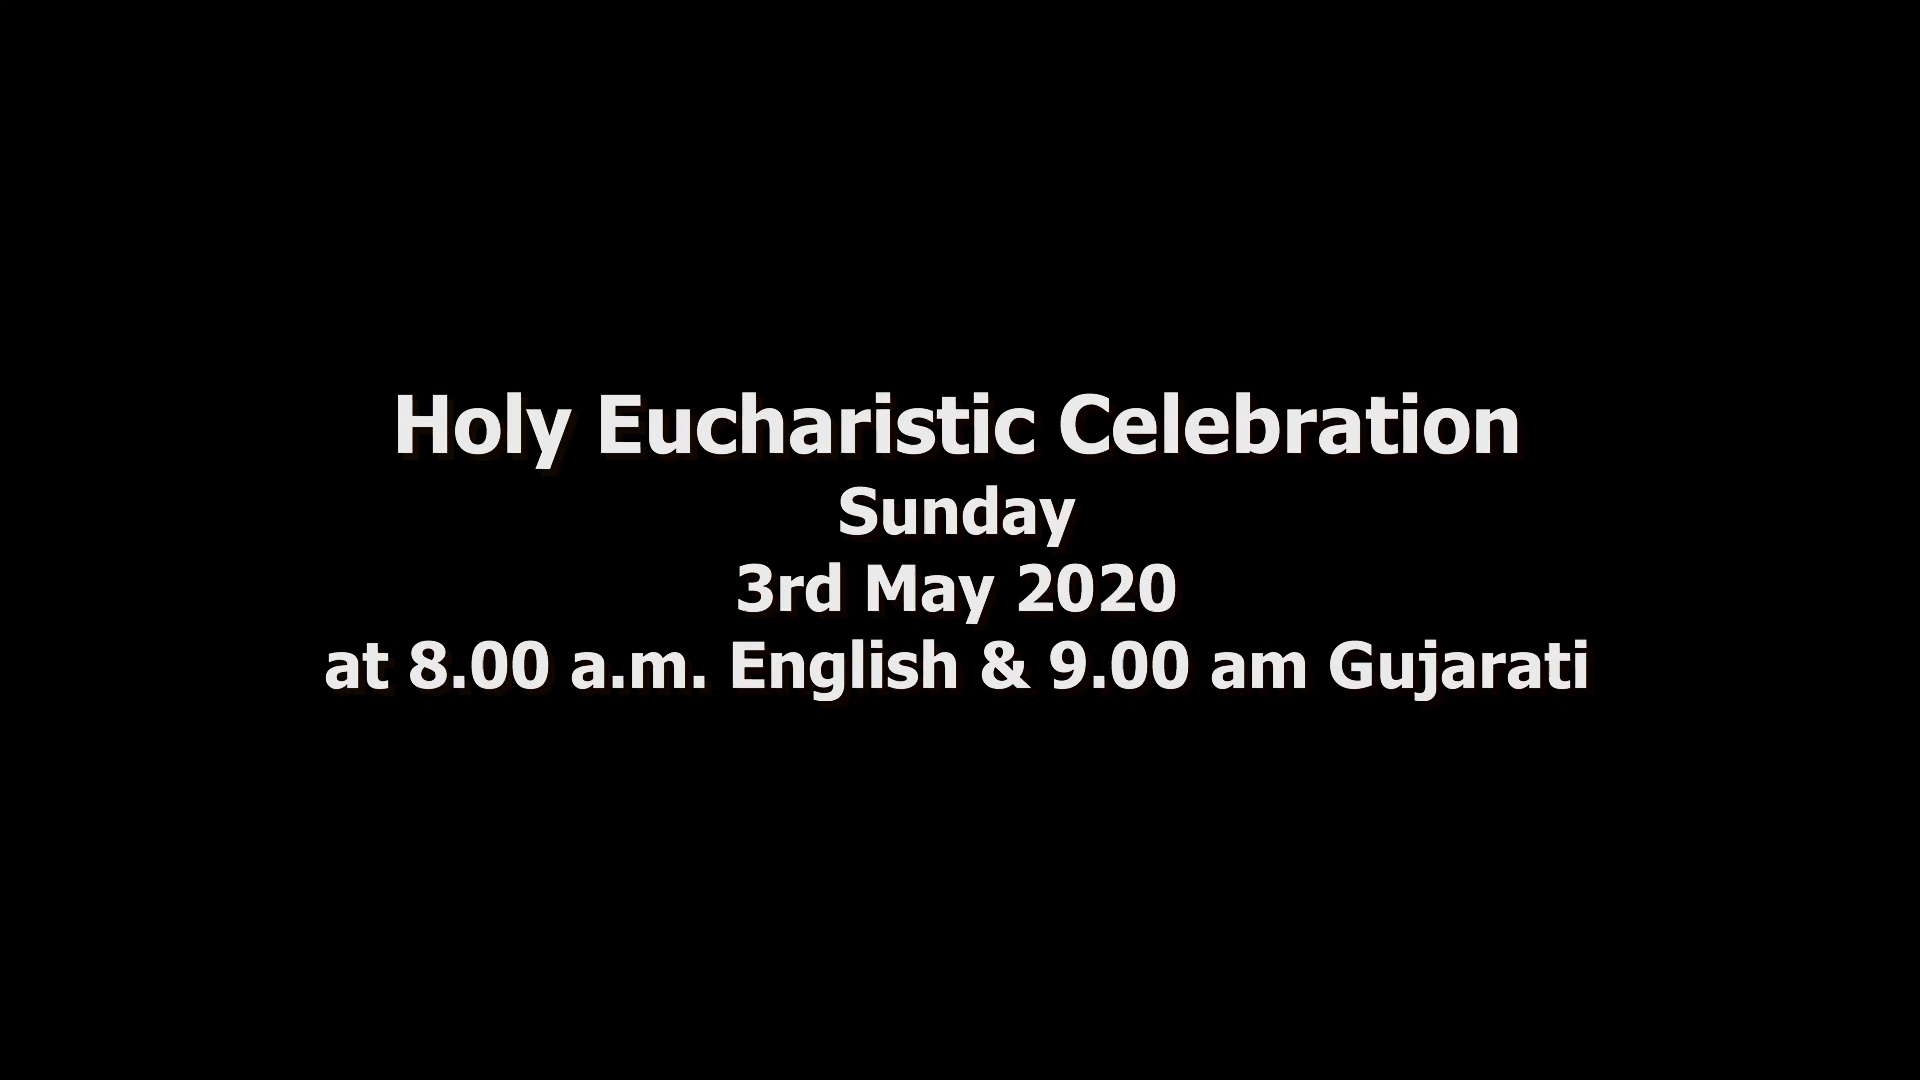 Holy Eucharistic Celebration
Sunday
3rd May 2020
at 8.00 a.m. English & 9.00 am Gujarati